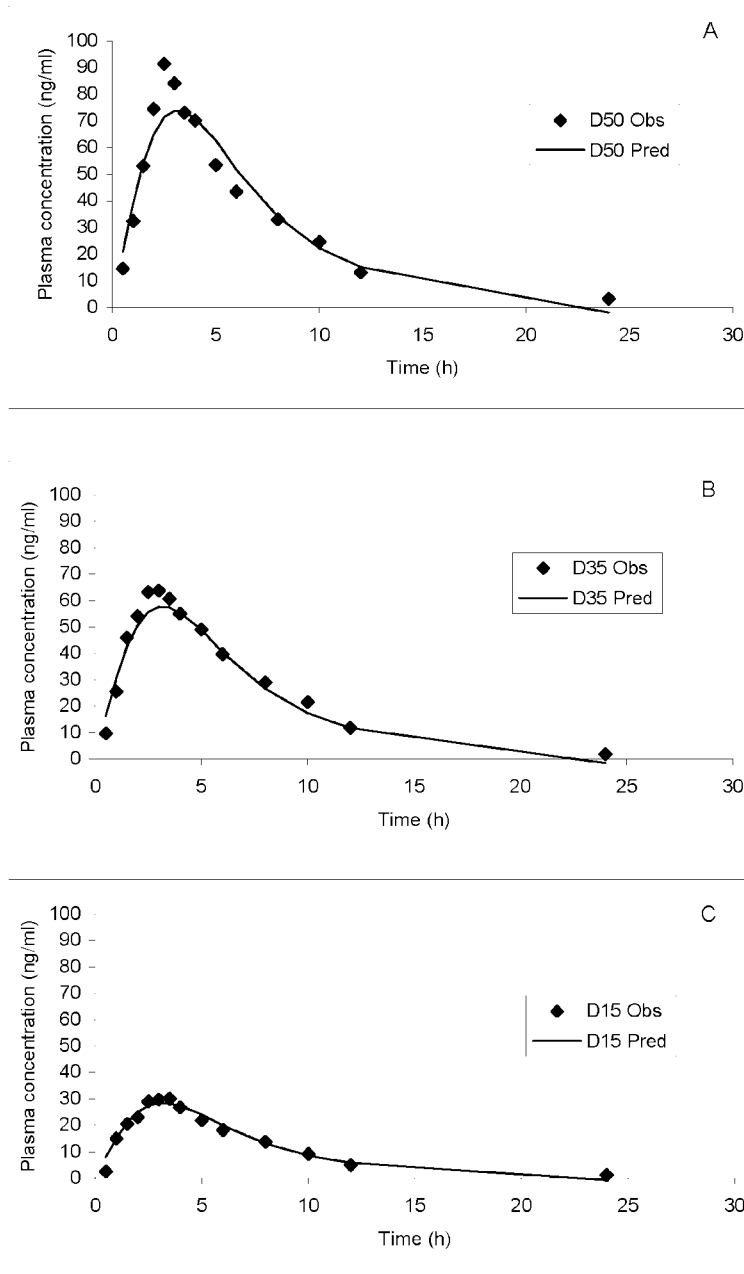 A
Plasma concentration (ng/ml)
100
90
80
70
60
50
40
30
20
10
0
0 5 10 15 20 25 30
Time (h)
D50 Obs
D50 Pred
B
Plasma concentration (ng/ml)
100
90
80
70
60
50
40
30
20
10
0
0 5 10 15 20 25 30
Time (h)
D35 Obs
D35 Pred
C
Plasma concentration (ng/ml)
100
90
80
70
60
50
40
30
20
10
0
0 5 10 15 20 25 30
Time (h)
D15 Obs
D15 Pred